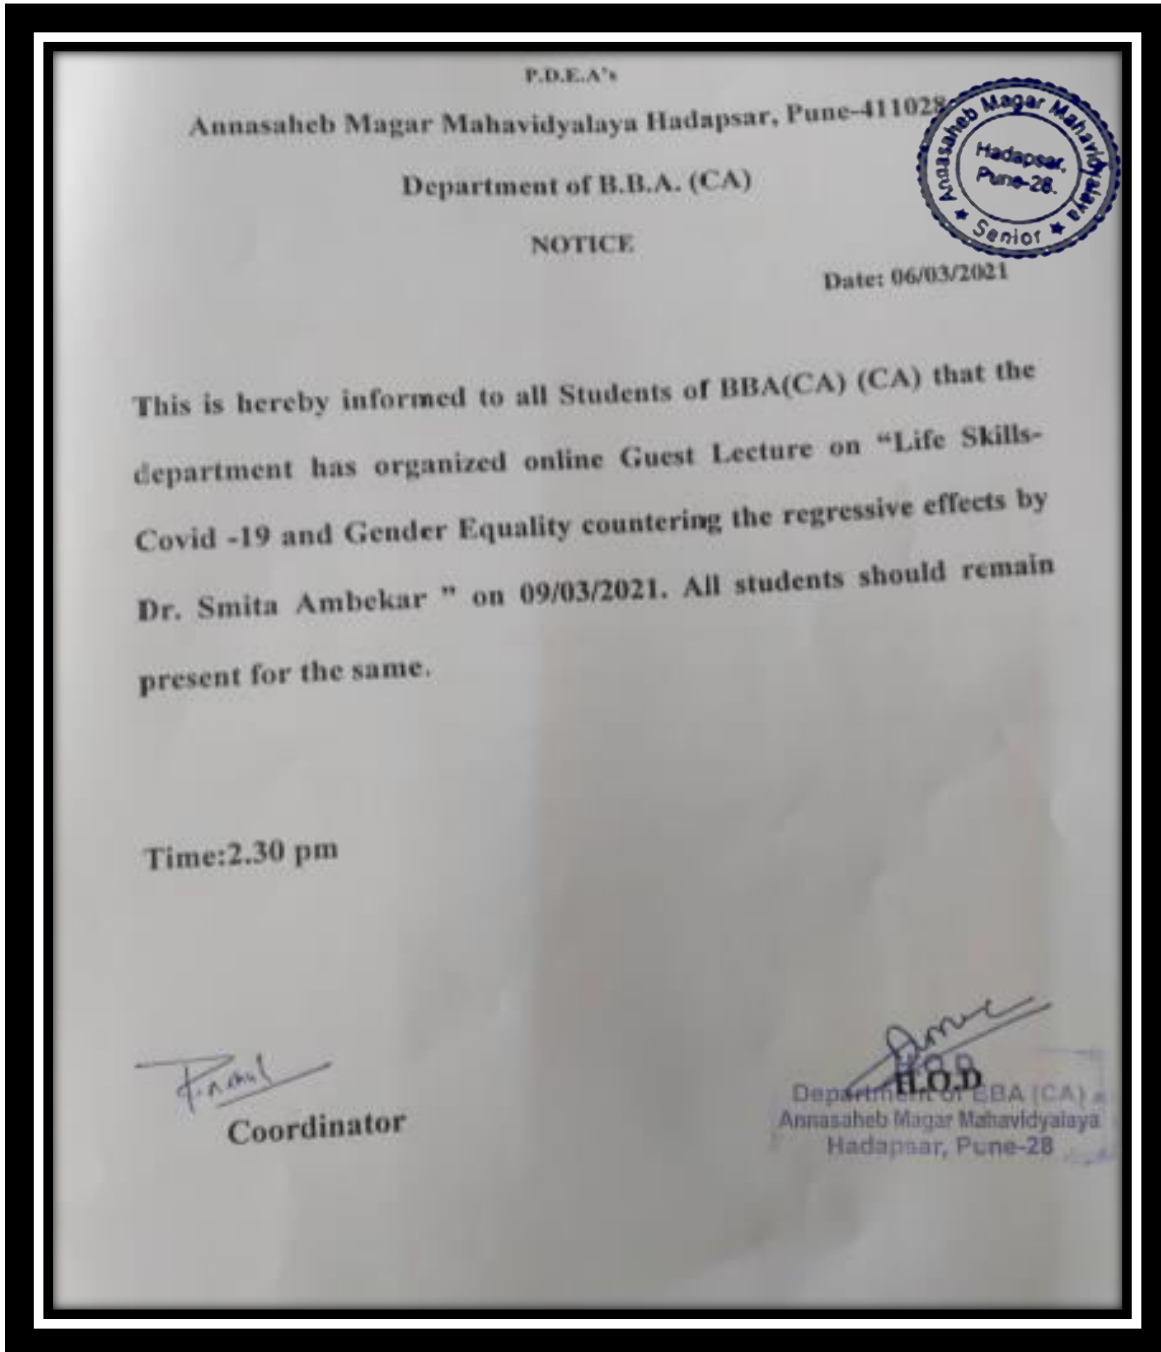 P.D.E.A's
Annasaheb Magar Mahavidyalaya Hadapsar, Pune-411028
Department of B.B.A. (CA)
NOTICE
Annasaheb Magar Mahavidyalaya
Hadapsar,
Pune-28.
★ Senior ★
Date: 06/03/2021
This is hereby informed to all Students of BBA(CA) (CA) that the
department has organized online Guest Lecture on “Life Skills-
Covid -19 and Gender Equality countering the regressive effects by
Dr. Smita Ambekar ” on 09/03/2021. All students should remain
present for the same.
Time:2.30 pm
Coordinator
H.O.D
H.O.D
Department of BBA (CA)
Annasaheb Magar Mahavidyalaya
Hadapsar, Pune-28